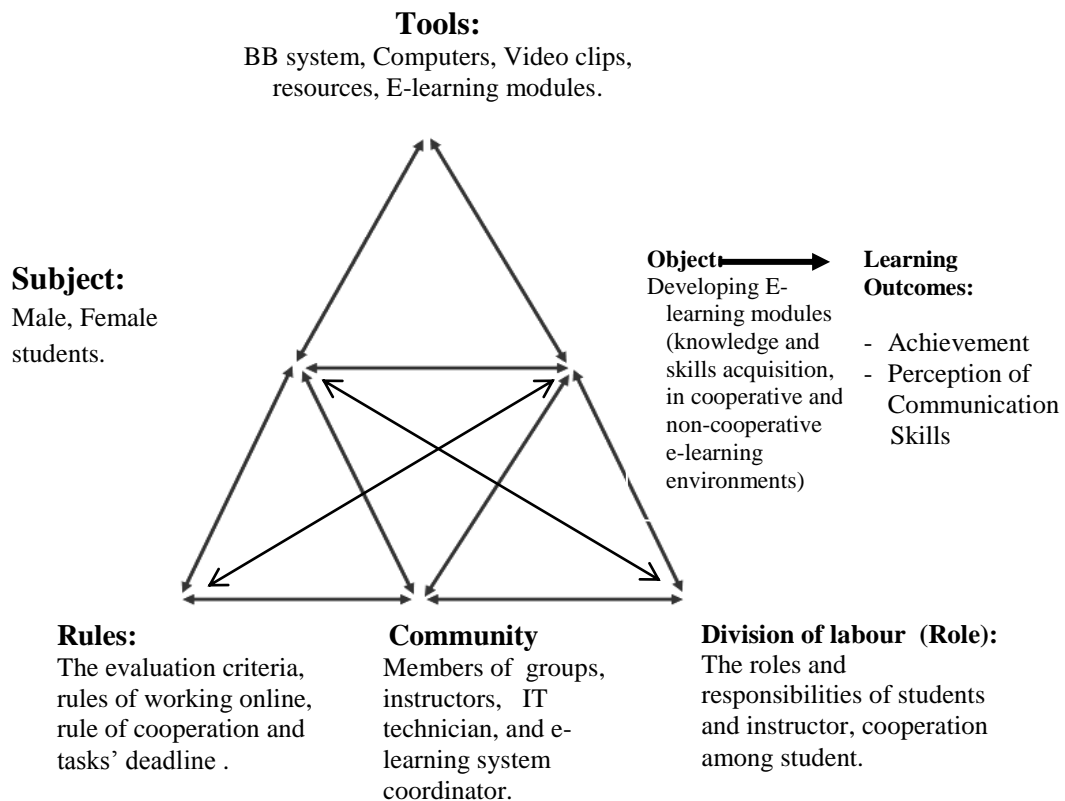 Tools:
BB system, Computers, Video clips,
resources, E-learning modules.
Subject:
Male, Female
students.
Object:
Developing E-
learning modules
(knowledge and
skills acquisition,
in cooperative and
non-cooperative
e-learning
environments)
Learning
Outcomes:
- Achievement
- Perception of
Communication
Skills
Rules:
The evaluation criteria,
rules of working online,
rule of cooperation and
tasks’ deadline .
Community
Members of groups,
instructors, IT
technician, and e-
learning system
coordinator.
Division of labour (Role):
The roles and
responsibilities of students
and instructor, cooperation
among student.